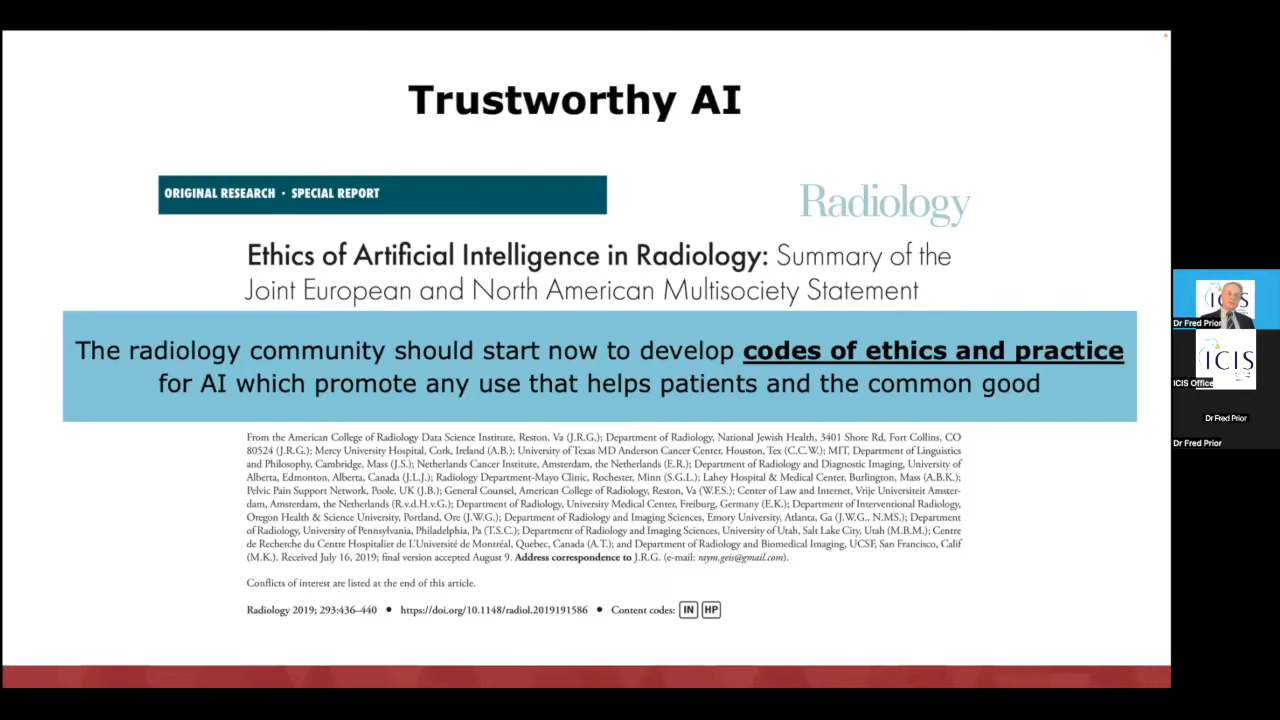 Trustworthy AI
ORIGINAL RESEARCH • SPECIAL REPORT
Radiology
Ethics of Artificial Intelligence in Radiology: Summary of the
Joint European and North American Multisociety Statement
The radiology community should start now to develop codes of ethics and practice
for AI which promote any use that helps patients and the common good
From the American College of Radiology Data Science Institute, Reston, Va (J.R.G.); Department of Radiology, National Jewish Health, 3401 Shore Rd, Fort Collins, CO
80524 (J.R.G.); Mercy University Hospital, Cork, Ireland (A.B.); University of Texas MD Anderson Cancer Center, Houston, Tex (C.C.W.); MIT, Department of Linguistics
and Philosophy, Cambridge, Mass (J.S.); Netherlands Cancer Institute, Amsterdam, the Netherlands (E.R.); Department of Radiology and Diagnostic Imaging, University of
Alberta, Edmonton, Alberta, Canada (J.L.J.); Radiology Department-Mayo Clinic, Rochester, Minn (S.G.L.); Lahey Hospital & Medical Center, Burlington, Mass (A.B.K.);
Pelvic Pain Support Network, Poole, UK (J.B.); General Counsel, American College of Radiology, Reston, Va (W.F.S.); Center of Law and Internet, Vrije Universiteit Amster-
dam, Amsterdam, the Netherlands (R.v.d.H.v.G.); Department of Radiology, University Medical Center, Freiburg, Germany (E.K.); Department of Interventional Radiology,
Oregon Health & Science University, Portland, Ore (J.W.G.); Department of Radiology and Imaging Sciences, Emory University, Atlanta, Ga (J.W.G., N.M.S.); Department
of Radiology, University of Pennsylvania, Philadelphia, Pa (T.S.C.); Department of Radiology and Imaging Sciences, University of Utah, Salt Lake City, Utah (M.B.M.); Centre
de Recherche du Centre Hospitalier de L'Université de Montréal, Quebec, Canada (A.T.); and Department of Radiology and Biomedical Imaging, UCSF, San Francisco, Calif
(M.K.). Received July 16, 2019; final version accepted August 9. Address correspondence to J.R.G. (e-mail: raym.geis@gmail.com).
Conflicts of interest are listed at the end of this article.
Radiology 2019; 293:436–440 • https://doi.org/10.1148/radiol.2019191586 • Content codes: IN HP
Dr Fred Prior
ICIS
ICIS Office
Dr Fred Prior
Dr Fred Prior